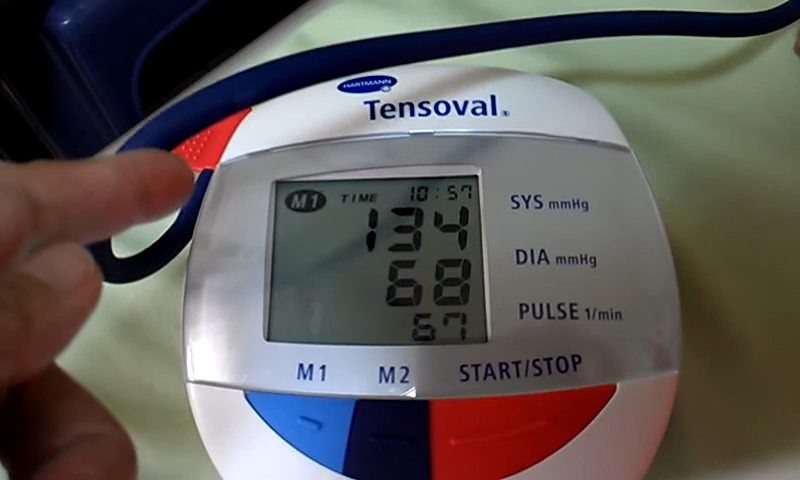 HARTMANN
Tensoval®
M1 TIME 10:57
134 SYS mmHg
68 DIA mmHg
67 PULSE 1/min
M1 M2 START/STOP